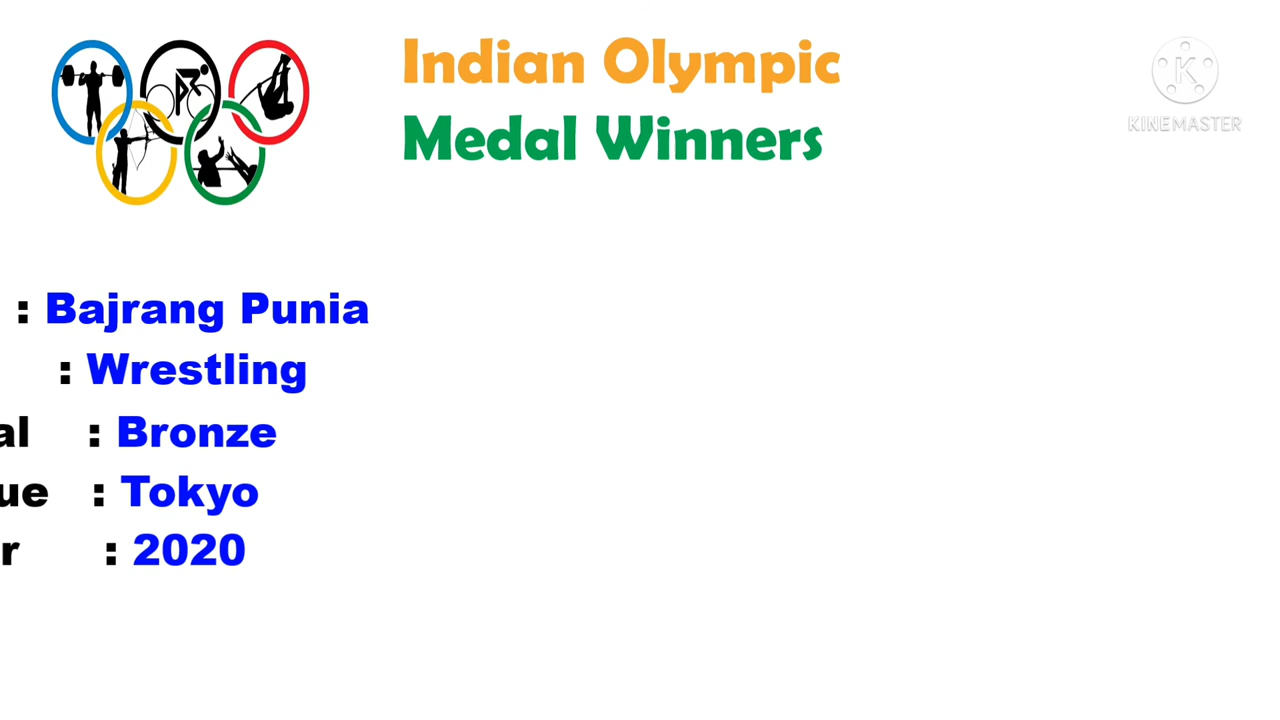 Indian Olympic
Medal Winners
K
KINEMASTER
: Bajrang Punia
: Wrestling
al : Bronze
ue : Tokyo
r : 2020